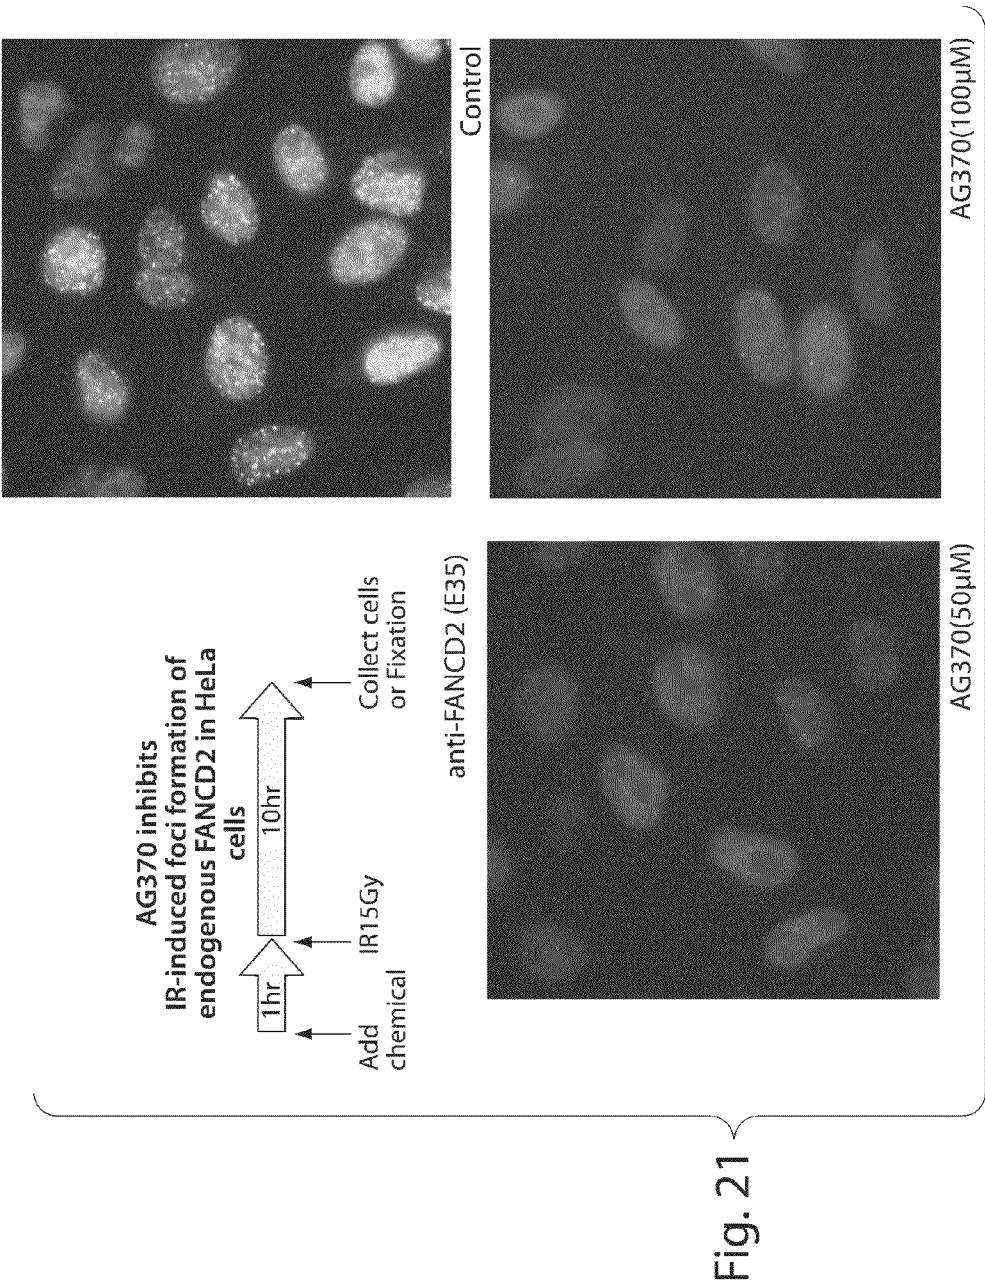 AG370 inhibits
IR-induced foci formation of
endogenous FANCD2 in HeLa
cells
1hr
10hr
Add
chemical
IR15Gy
Collect cells
or Fixation
anti-FANCD2 (E35)
Control
AG370(50µM)
AG370(100µM)
Fig. 21